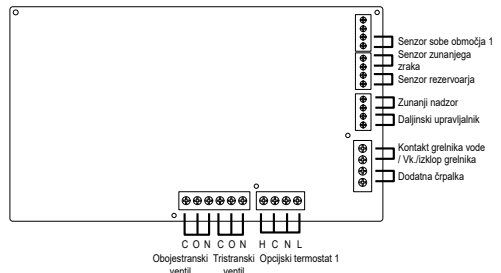 Senzor sobe območja 1
Senzor zunanjega
zraka
Senzor rezervoarja
Zunanji nadzor
Daljinski upravljalnik
Kontakt grelnika vode
/ Vk./izklop grelnika
Dodatna črpalka
C O N C O N H C N L
Obojestranski Tristranski Opcijski termostat 1
ventil ventil